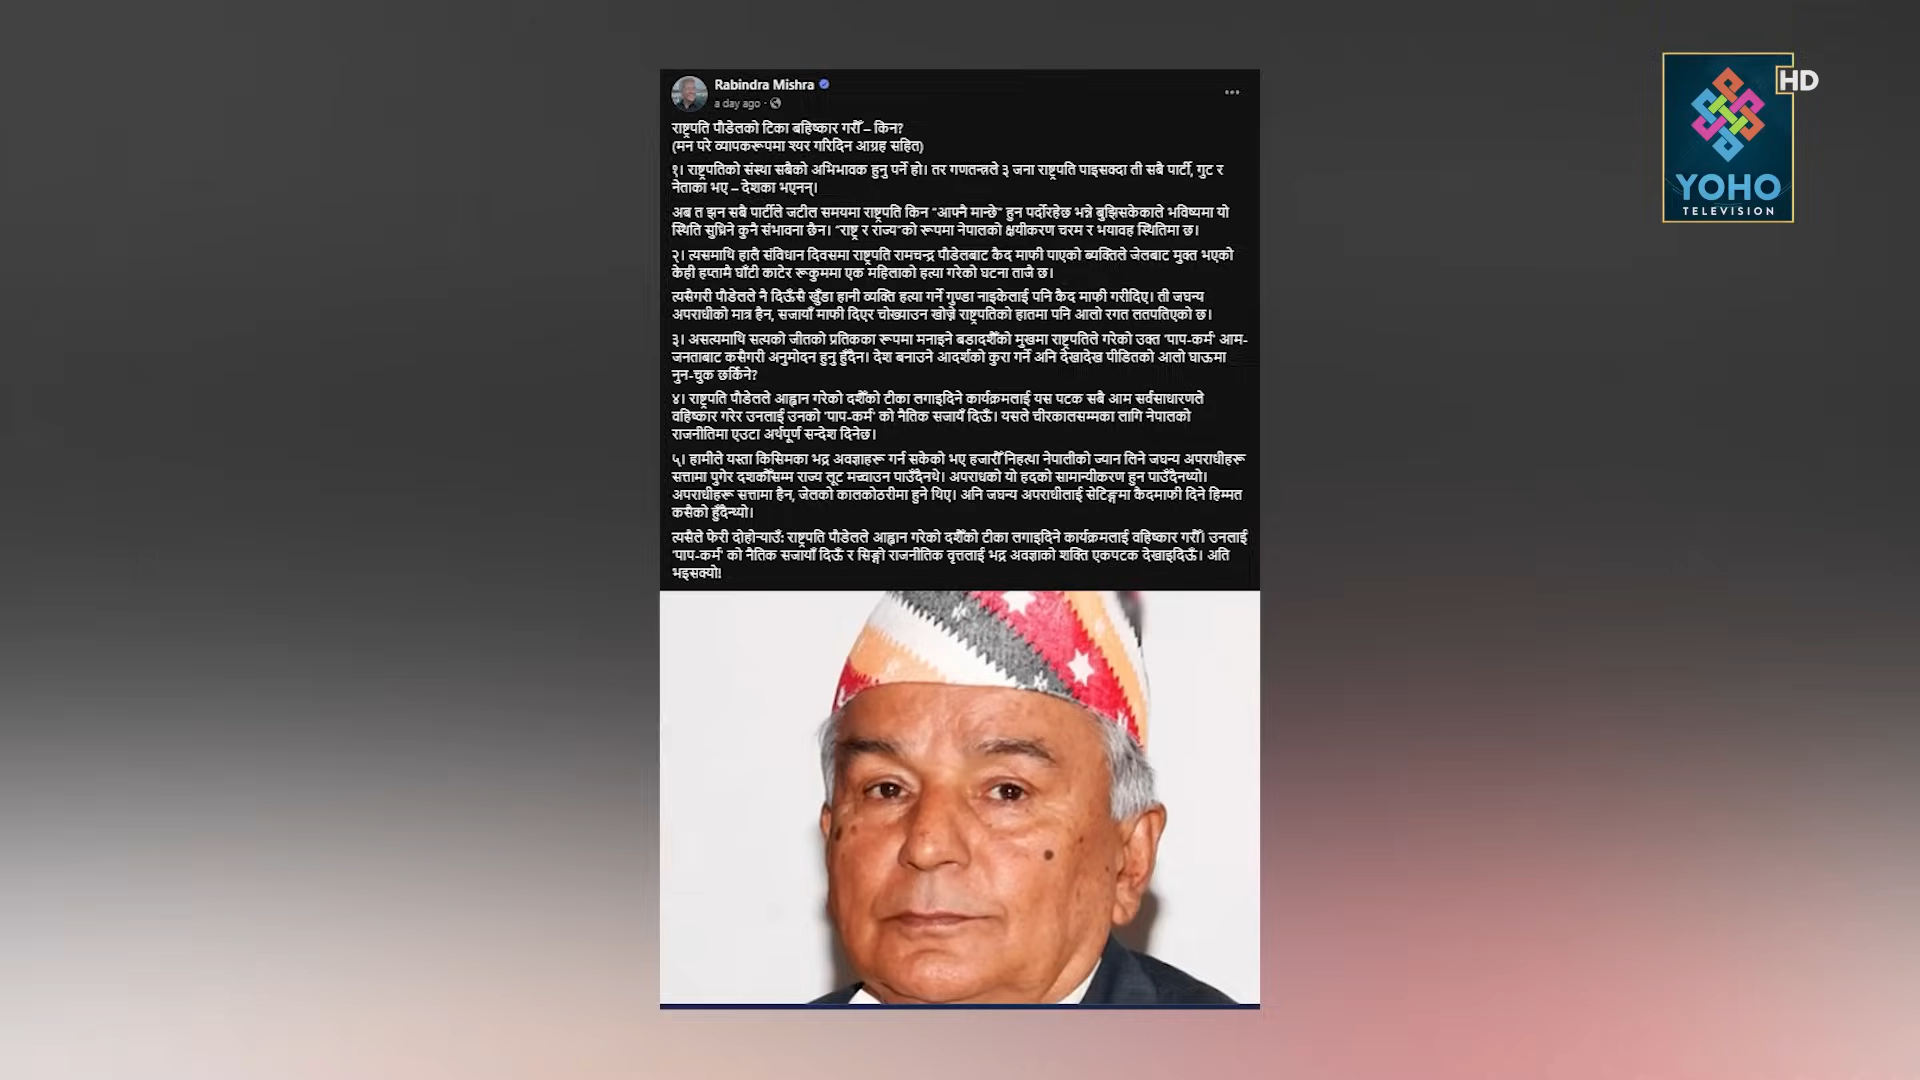 Rabindra Mishra
a day ago
राष्ट्रपति पौडेलको टिका बहिष्कार गरौँ – किन?
(मन परे व्यापकरूपमा श्यर गरिदिन आग्रह सहित)
१। राष्ट्रपतिको संस्था सबैको अभिभावक हुनु पर्ने हो। तर गणतन्त्रले ३ जना राष्ट्रपति पाइसक्दा ती सबै पार्टी, गुट र
नेताका भए – देशका भएनन्।
अब त झन सबै पार्टीले जटील समयमा राष्ट्रपति किन “आफ्नै मान्छे” हुन पर्दोरहेछ भन्ने बुझिसकेकाले भविष्यमा यो
स्थिति सुध्रिने कुनै संभावना छैन। “राष्ट्र र राज्य”को रूपमा नेपालको क्षयीकरण चरम र भयावह स्थितिमा छ।
२। त्यसमाथि हालै संविधान दिवसमा राष्ट्रपति रामचन्द्र पौडेलबाट कैद माफी पाएको ब्यक्तिले जेलबाट मुक्त भएको
केही हप्तामै घाँटी काटेर रूकुममा एक महिलाको हत्या गरेको घटना ताजै छ।
त्यसैगरी पौडेलले नै दिऊँसै खुँडा हानी व्यक्ति हत्या गर्ने गुण्डा नाइकेलाई पनि कैद माफी गरीदिए। ती जघन्य
अपराधीको मात्र हैन, सजायाँ माफी दिएर चोख्याउन खोज्ने राष्ट्रपतिको हातमा पनि आलो रगत लतपतिएको छ।
३। असत्यमाथि सत्यको जीतको प्रतिकका रूपमा मनाइने बडादशैँको मुखमा राष्ट्रपतिले गरेको उक्त 'पाप-कर्म' आम-
जनताबाट कसैगरी अनुमोदन हुनु हुँदैन। देश बनाउने आदर्शको कुरा गर्ने अनि देखादेख पीडितको आलो घाऊमा
नुन-चुक छर्किने?
४। राष्ट्रपति पौडेलले आह्वान गरेको दशैँको टीका लगाइदिने कार्यक्रमलाई यस पटक सबै आम सर्वसाधारणले
वहिष्कार गरेर उनलाई उनको 'पाप-कर्म' को नैतिक सजायँ दिऊँ। यसले चीरकालसम्मका लागि नेपालको
राजनीतिमा एउटा अर्थपूर्ण सन्देश दिनेछ।
५। हामीले यस्ता किसिमका भद्र अवज्ञाहरू गर्न सकेको भए हजारौँ निहत्था नेपालीको ज्यान लिने जघन्य अपराधीहरू
सत्तामा पुगेर दशकौँसम्म राज्य लूट मच्चाउन पाउँदैनथे। अपराधको यो हदको सामान्यीकरण हुन पाउँदैनथ्यो।
अपराधीहरू सत्तामा हैन, जेलको कालकोठरीमा हुने थिए। अनि जघन्य अपराधीलाई सेटिङ्गमा कैदमाफी दिने हिम्मत
कसैको हुँदैन्थ्यो।
त्यसैले फेरी दोहोऱ्याउँ: राष्ट्रपति पौडेलले आह्वान गरेको दशैँको टीका लगाइदिने कार्यक्रमलाई वहिष्कार गरौँ। उनलाई
'पाप-कर्म' को नैतिक सजायाँ दिऊँ र सिङ्गो राजनीतिक वृत्तलाई भद्र अवज्ञाको शक्ति एकपटक देखाइदिऊँ। अति
भइसक्यो!
HD
YOHO
TELEVISION